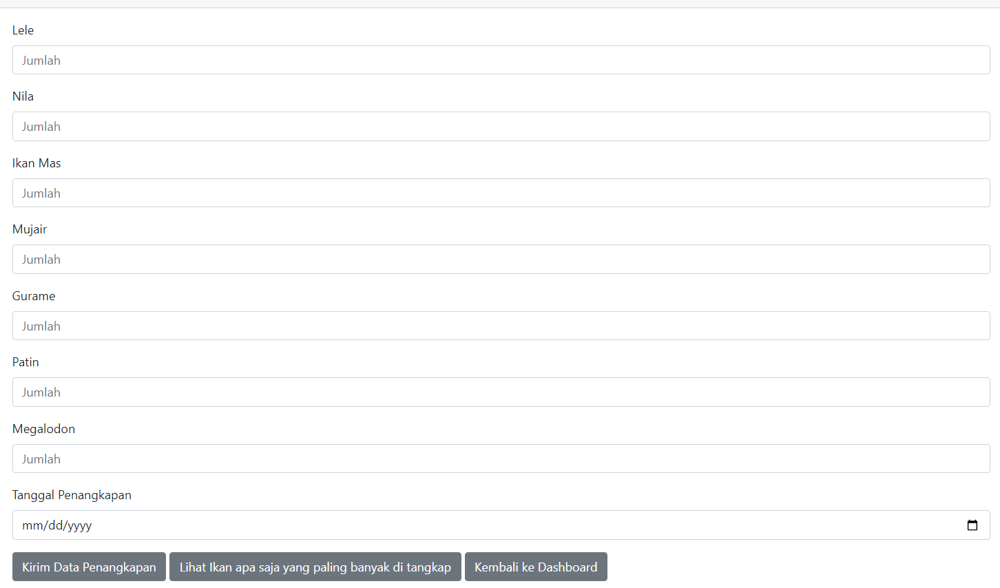 Lele
Jumlah
Nila
Jumlah
Ikan Mas
Jumlah
Mujair
Jumlah
Gurame
Jumlah
Patin
Jumlah
Megalodon
Jumlah
Tanggal Penangkapan
mm/dd/yyyy
Kirim Data Penangkapan Lihat Ikan apa saja yang paling banyak di tangkap Kembali ke Dashboard